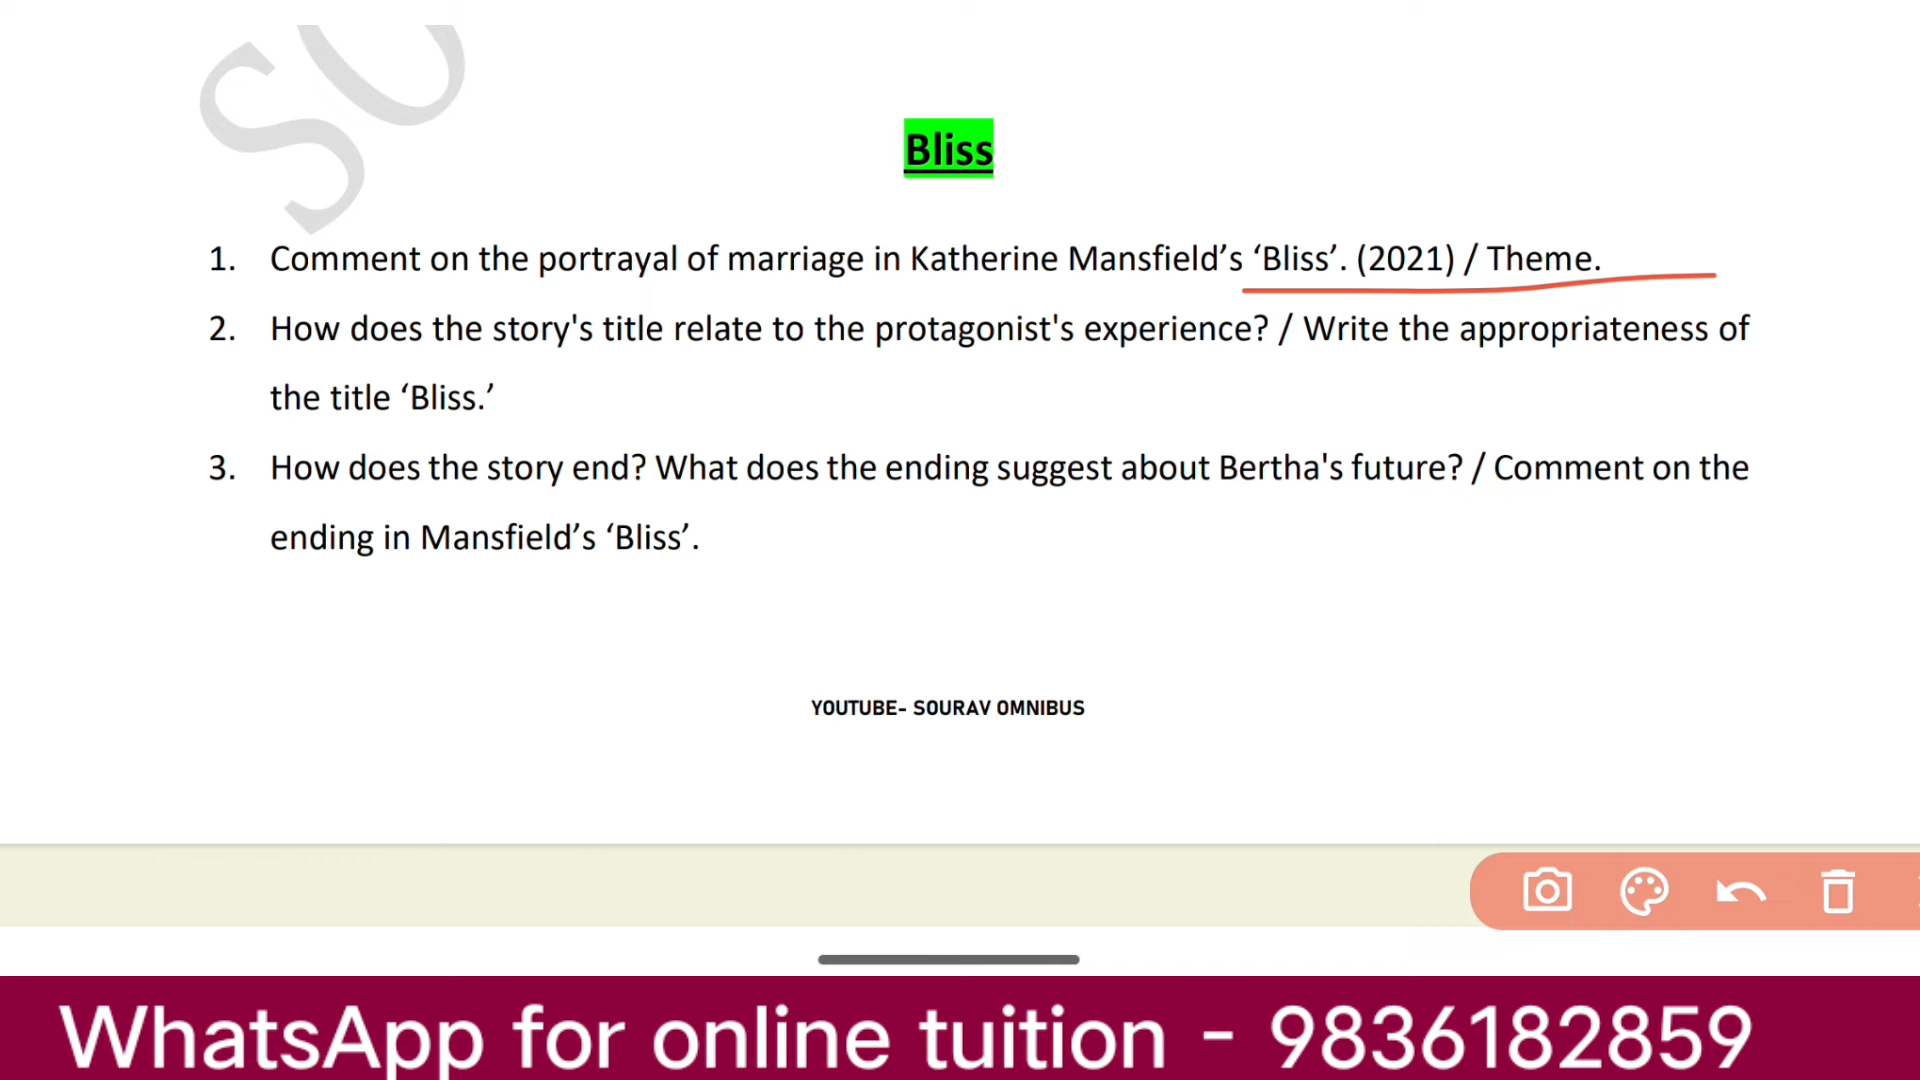 SO
Bliss
1. Comment on the portrayal of marriage in Katherine Mansfield’s ‘Bliss’. (2021) / Theme.
2. How does the story's title relate to the protagonist's experience? / Write the appropriateness of
the title ‘Bliss.’
3. How does the story end? What does the ending suggest about Bertha's future? / Comment on the
ending in Mansfield’s ‘Bliss’.
YOUTUBE- SOURAV OMNIBUS
WhatsApp for online tuition - 9836182859